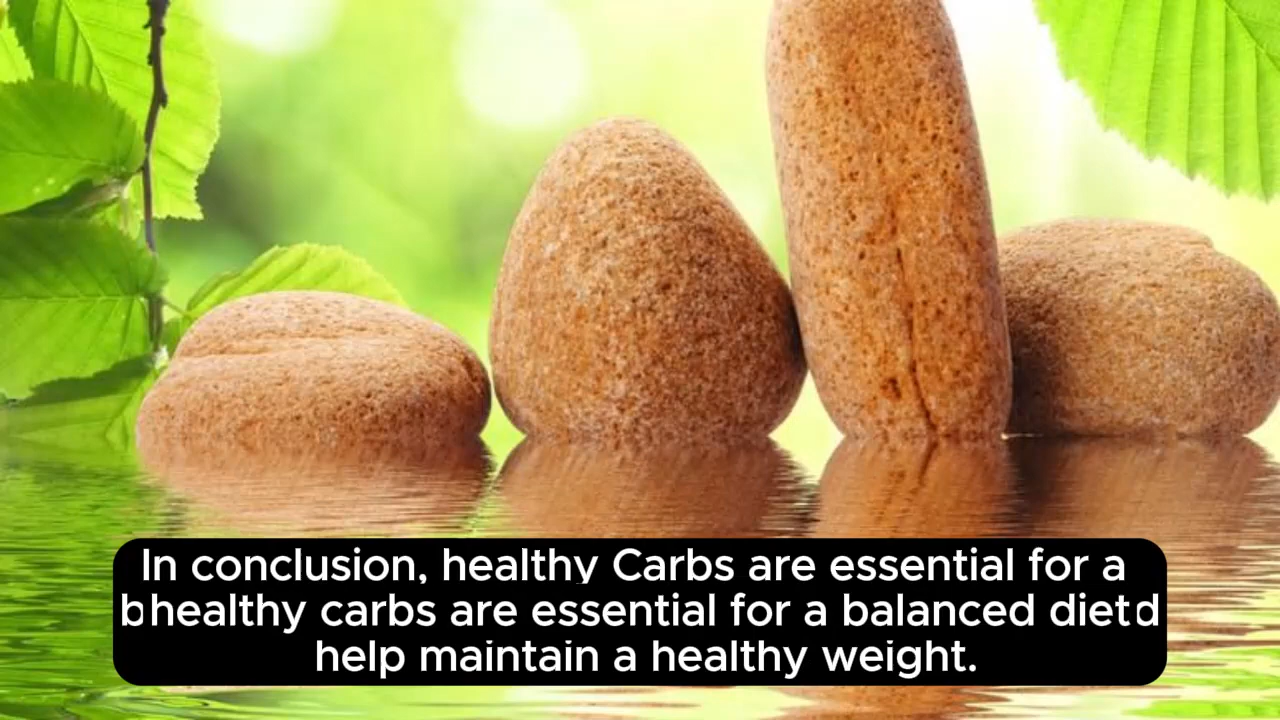 In conclusion, healthy Carbs are essential for a
bhealthy carbs are essential for a balanced dietd
help maintain a healthy weight.